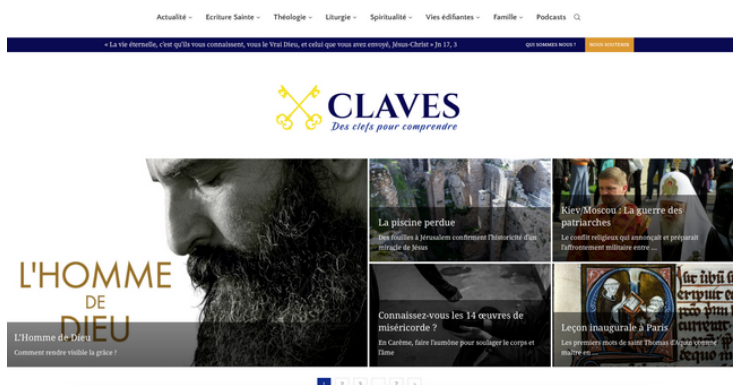 Actualité
Ecriture Sainte
Théologie
Liturgie
Spiritualité
Vies édifiantes
Famille
Podcasts
« La vie éternelle, c'est qu'ils vous connaissent, vous le Vrai Dieu, et celui que vous avez envoyé, Jésus-Christ » Jn 17, 3
QUI SOMMES NOUS ?
NOUS SOUTENIR
CLAVES
Des clefs pour comprendre
L'HOMME
DE
DIEU
L'Homme de Dieu
Comment rendre visible la grâce ?
La piscine perdue
Des fouilles à Jérusalem confirment l'historicité d'un
miracle de Jésus
Kiev/Moscou : La guerre des
patriarches
Le conflit religieux qui annonçait et préparait
l'affrontement militaire entre ...
Connaissez-vous les 14 œuvres de
miséricorde ?
En Carême, faire l'aumône pour soulager le corps et
l'âme
Leçon inaugurale à Paris
Les premiers mots de saint Thomas d'Aquin comme
maître en ...
1 2 3 ...